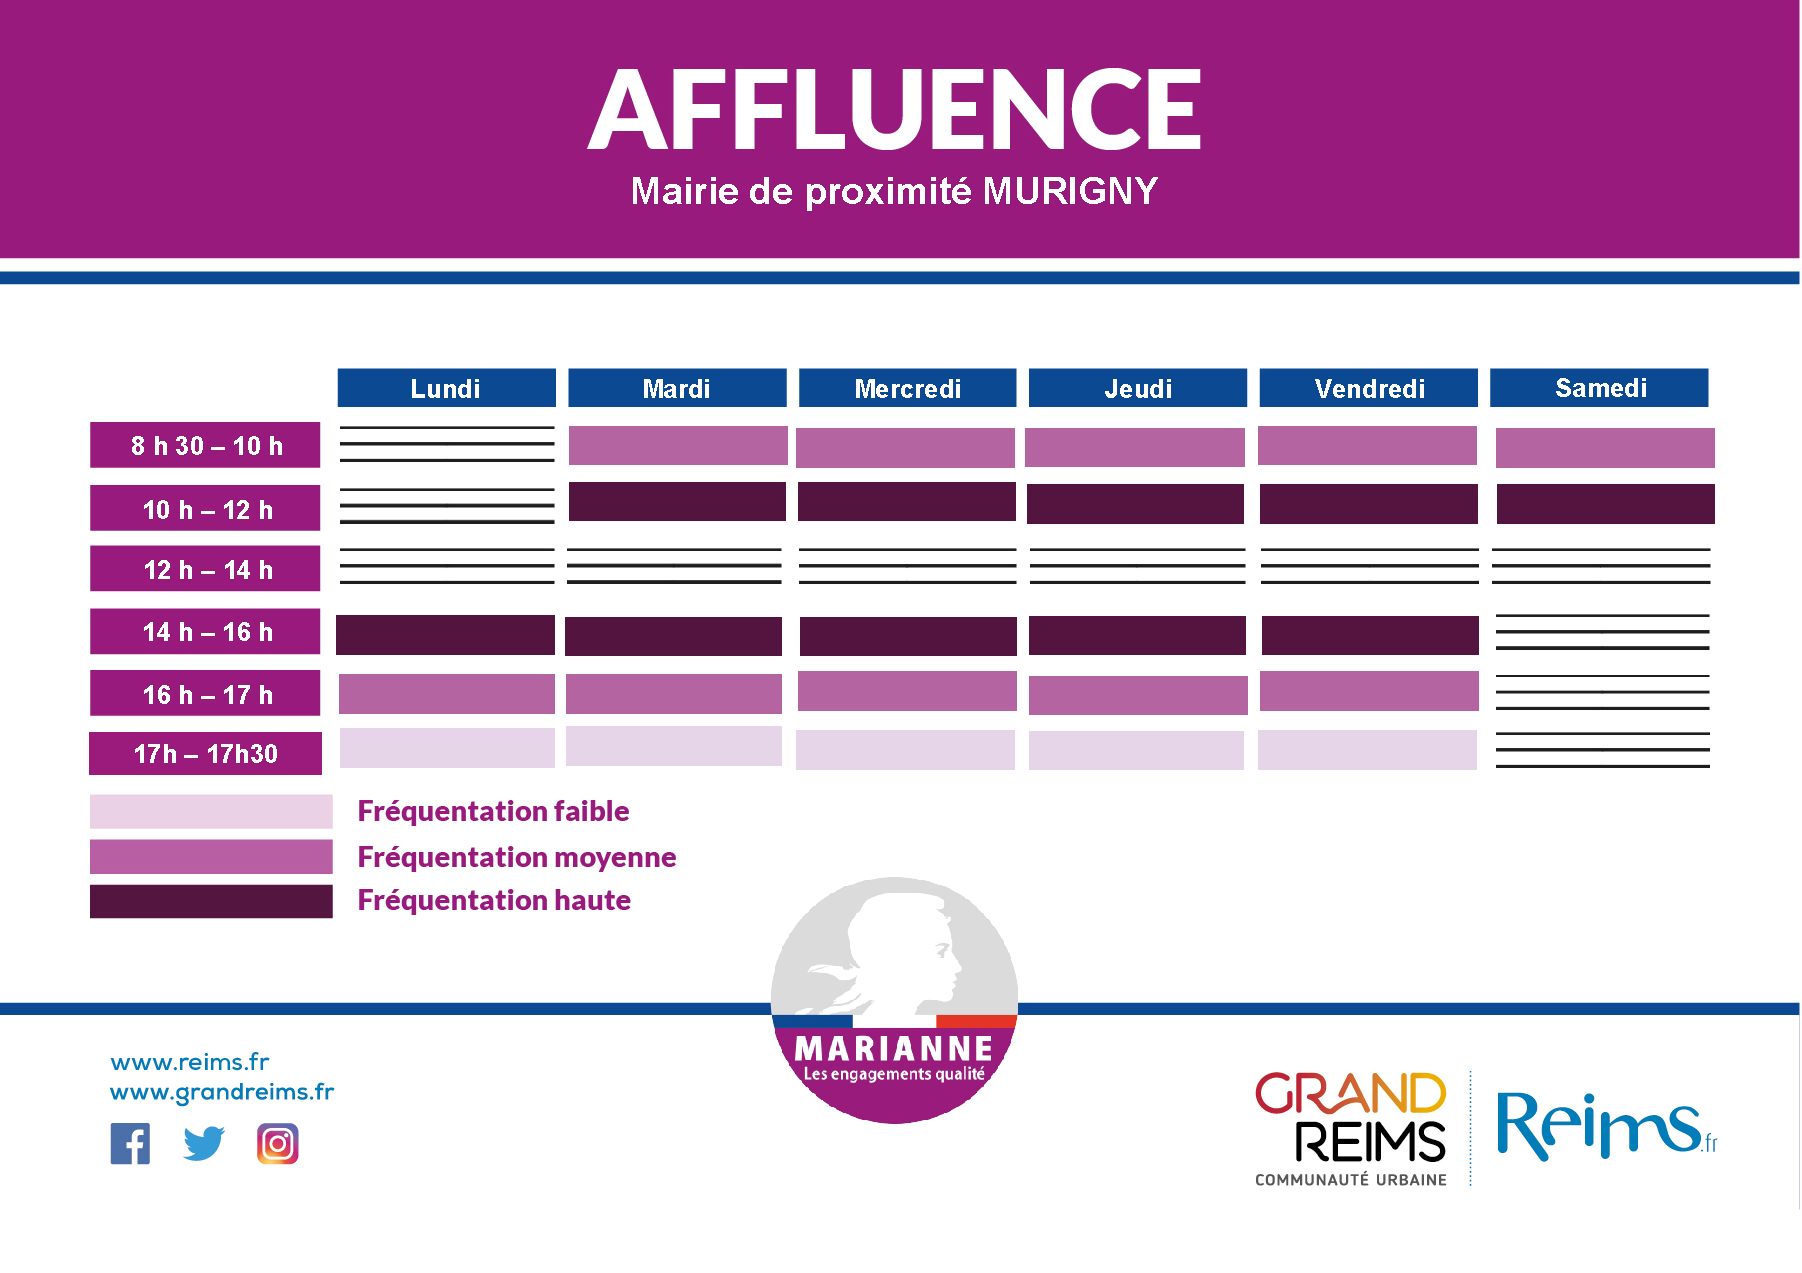 AFFLUENCE
Mairie de proximité MURIGNY
Lundi Mardi Mercredi Jeudi Vendredi Samedi
8 h 30 – 10 h
10 h – 12 h
12 h – 14 h
14 h – 16 h
16 h – 17 h
17h – 17h30
Fréquentation faible
Fréquentation moyenne
Fréquentation haute
MARIANNE
Les engagements qualité
www.reims.fr
www.grandreims.fr
GRAND
REIMS
COMMUNAUTÉ URBAINE
Reims.fr